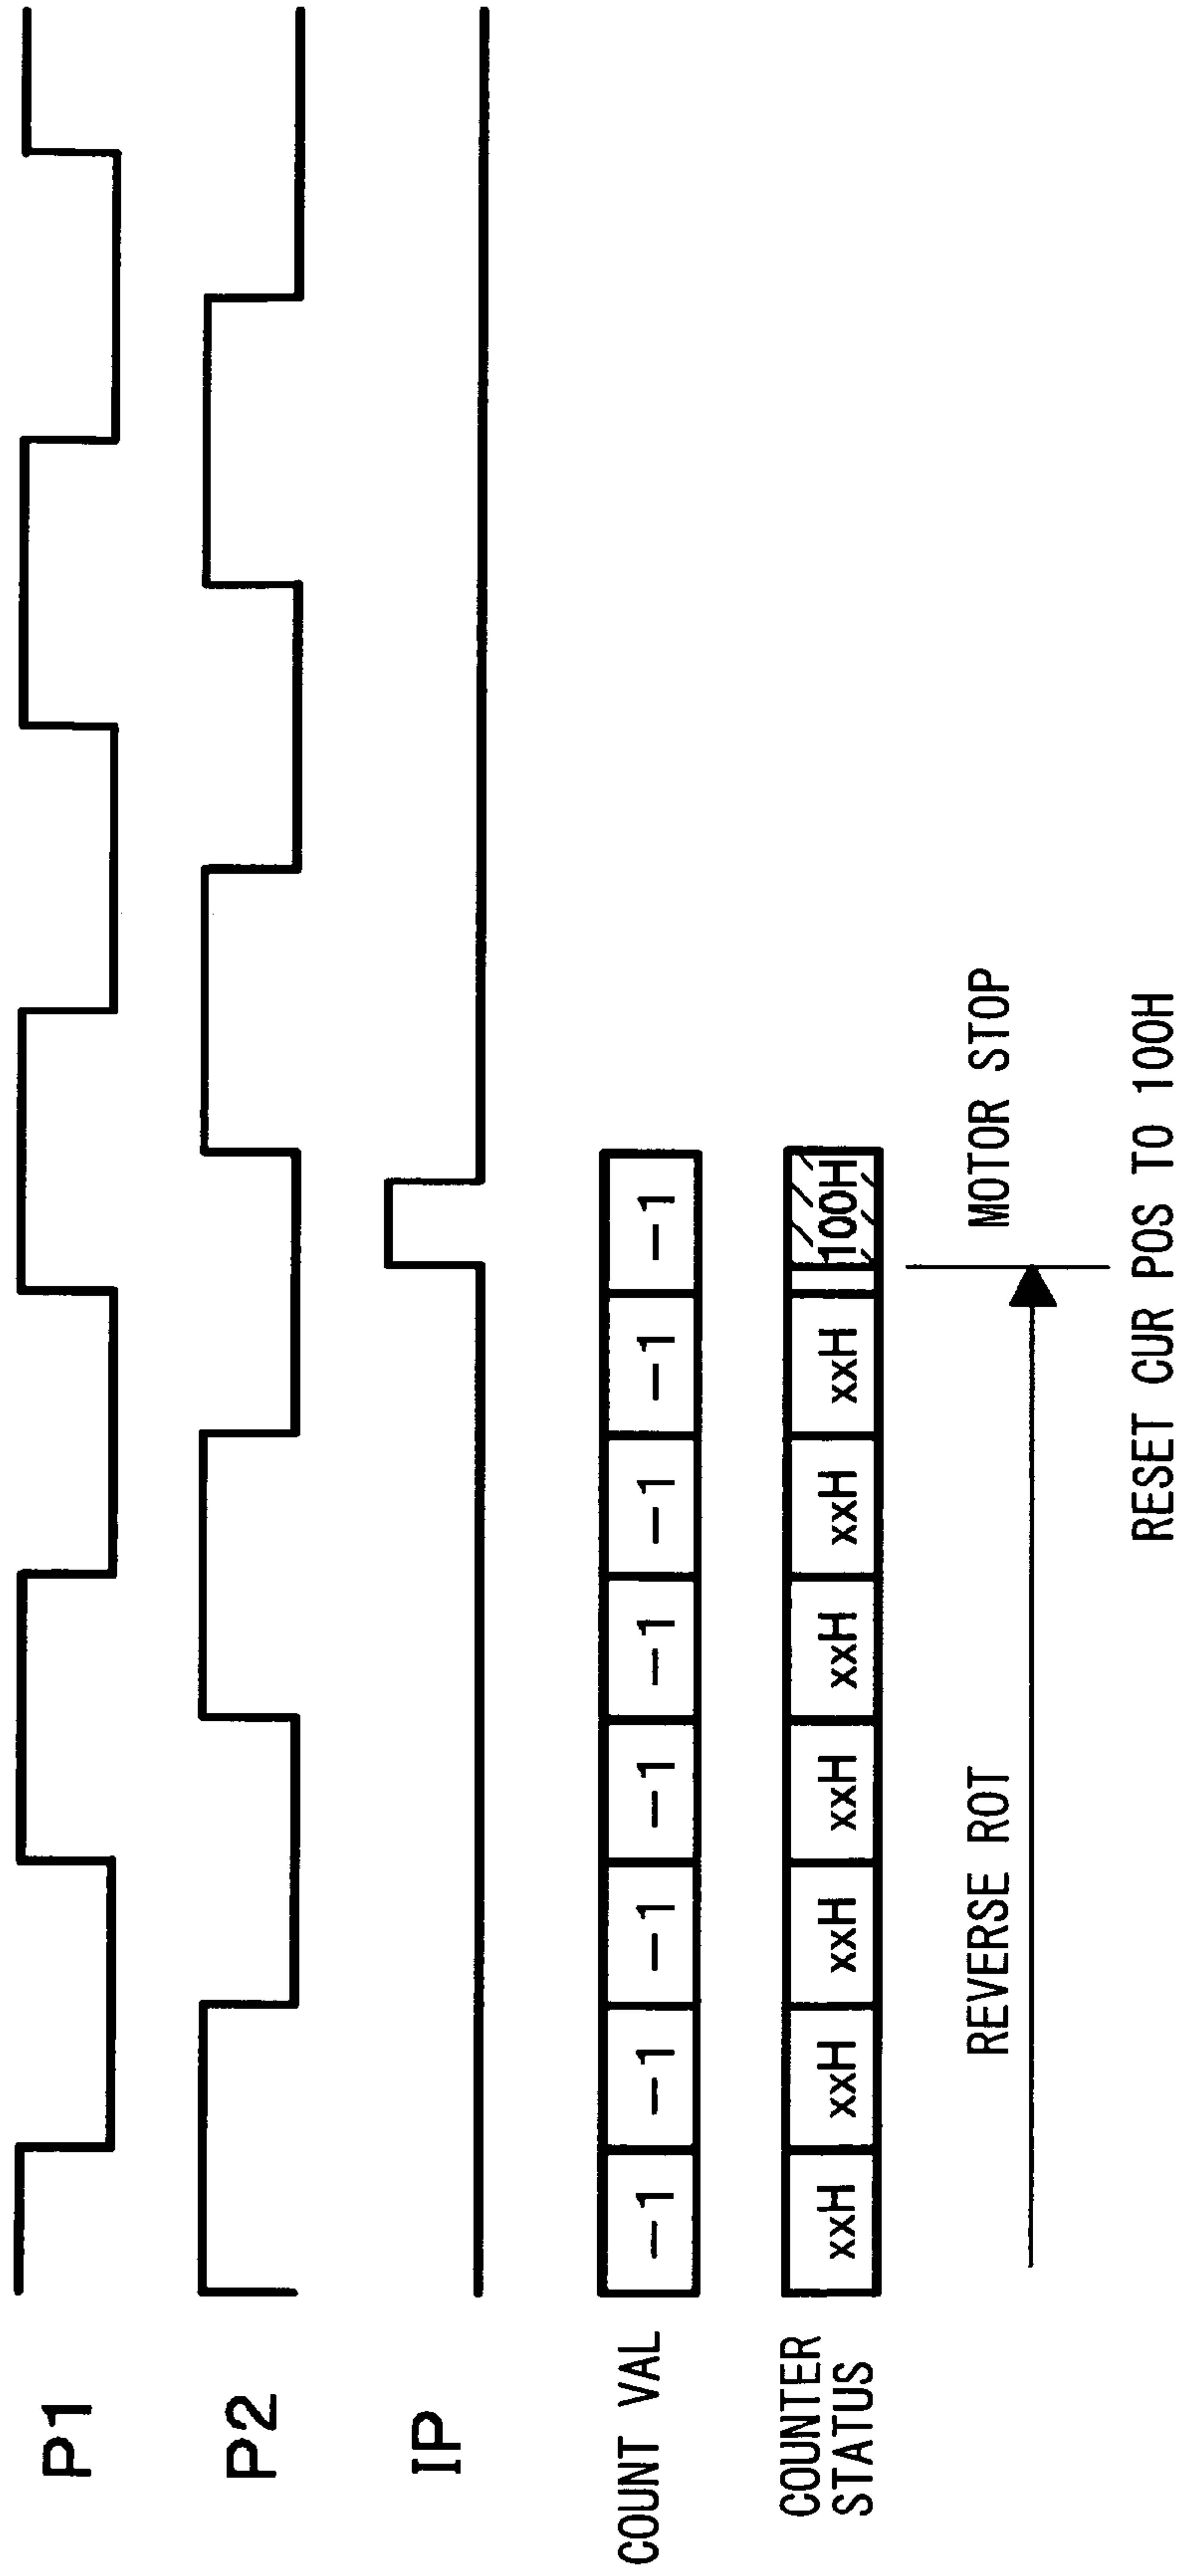 P1
P2
IP
COUNT VAL
-1 -1 -1 -1 -1 -1 -1 -1
COUNTER
STATUS
xxH xxH xxH xxH xxH xxH xxH 100H
REVERSE ROT
MOTOR STOP
RESET CUR POS TO 100H